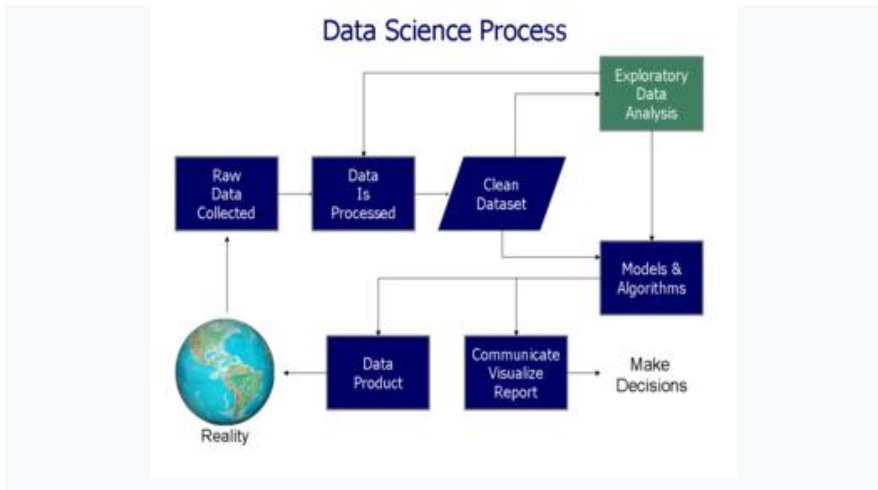 Data Science Process
Exploratory
Data
Analysis
Raw
Data
Collected
Data
Is
Processed
Clean
Dataset
Models &
Algorithms
Data
Product
Communicate
Visualize
Report
Make
Decisions
Reality